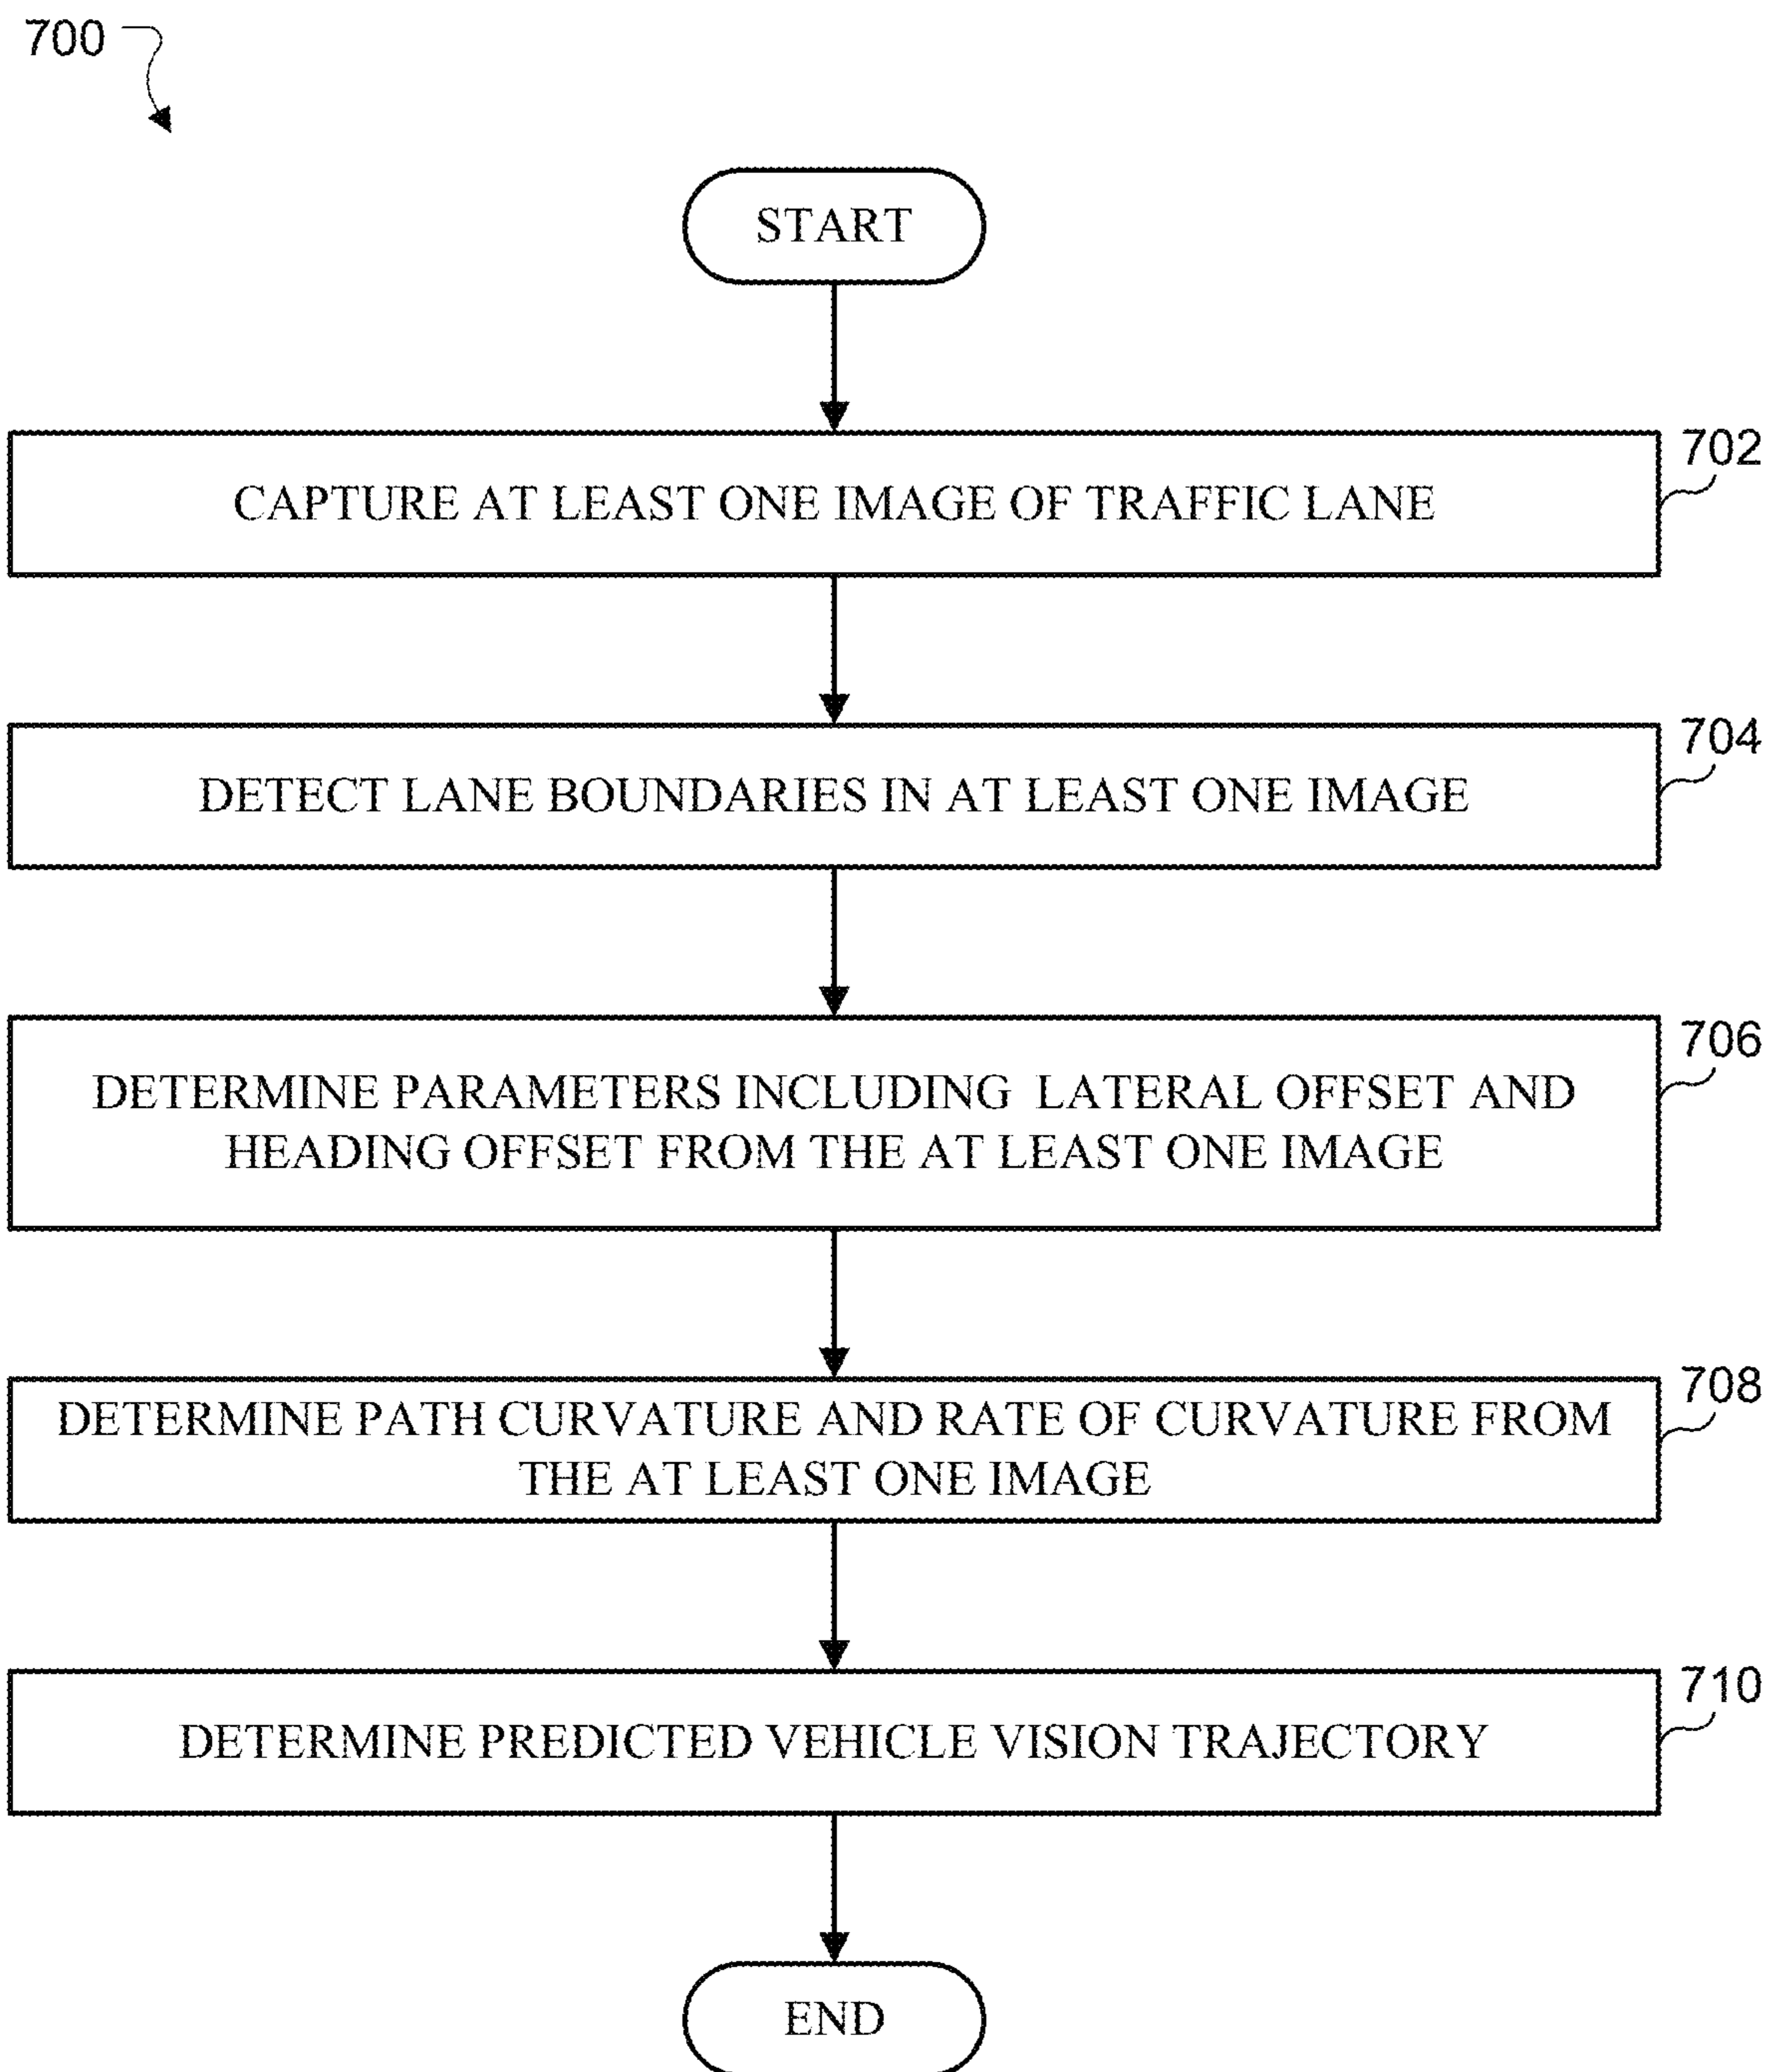 700
START
CAPTURE AT LEAST ONE IMAGE OF TRAFFIC LANE
702
DETECT LANE BOUNDARIES IN AT LEAST ONE IMAGE
704
DETERMINE PARAMETERS INCLUDING LATERAL OFFSET AND
HEADING OFFSET FROM THE AT LEAST ONE IMAGE
706
DETERMINE PATH CURVATURE AND RATE OF CURVATURE FROM
THE AT LEAST ONE IMAGE
708
DETERMINE PREDICTED VEHICLE VISION TRAJECTORY
710
END